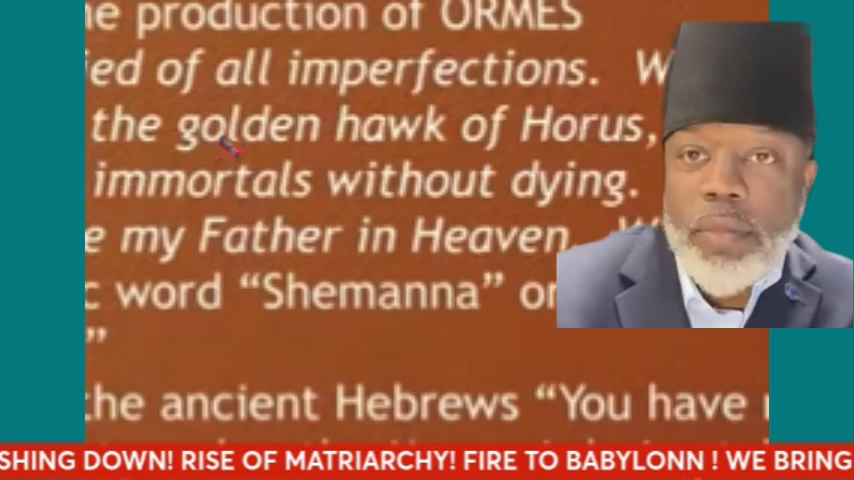 he production of ORMES
ied of all imperfections. W
the golden hawk of Horus,
immortals without dying.
e my Father in Heaven. W
c word “Shemanna” or
”
the ancient Hebrews “You have
SHING DOWN! RISE OF MATRIARCHY! FIRE TO BABYLONN ! WE BRING